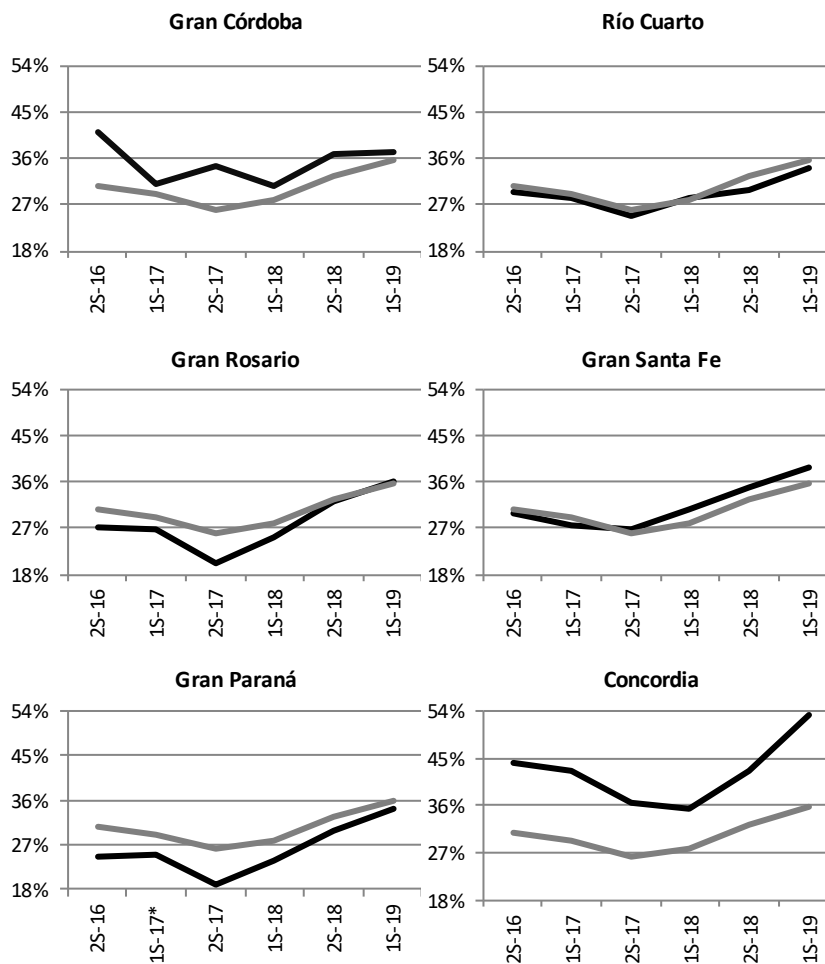 Gran Córdoba
54%
45%
36%
27%
18%
2S-16
1S-17
2S-17
1S-18
2S-18
1S-19
Río Cuarto
54%
45%
36%
27%
18%
2S-16
1S-17
2S-17
1S-18
2S-18
1S-19
Gran Rosario
54%
45%
36%
27%
18%
2S-16
1S-17
2S-17
1S-18
2S-18
1S-19
Gran Santa Fe
54%
45%
36%
27%
18%
2S-16
1S-17
2S-17
1S-18
2S-18
1S-19
Gran Paraná
54%
45%
36%
27%
18%
2S-16
1S-17*
2S-17
1S-18
2S-18
1S-19
Concordia
54%
45%
36%
27%
18%
2S-16
1S-17
2S-17
1S-18
2S-18
1S-19